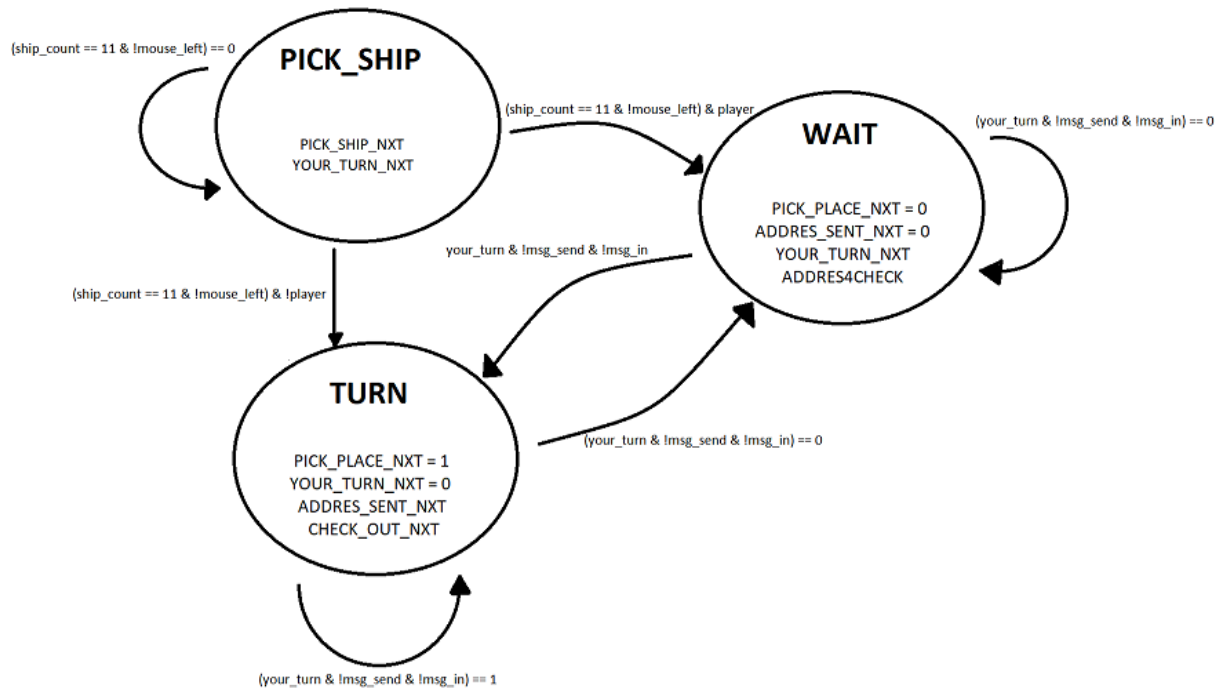 (ship_count == 11 & !mouse_left) == 0
PICK_SHIP
PICK_SHIP_NXT
YOUR_TURN_NXT
(ship_count == 11 & !mouse_left) & player
WAIT
PICK_PLACE_NXT = 0
ADDRES_SENT_NXT = 0
YOUR_TURN_NXT
ADDRES4CHECK
(your_turn & !msg_send & !msg_in) == 0
your_turn & !msg_send & !msg_in
(ship_count == 11 & !mouse_left) & !player
TURN
PICK_PLACE_NXT = 1
YOUR_TURN_NXT = 0
ADDRES_SENT_NXT
CHECK_OUT_NXT
(your_turn & !msg_send & !msg_in) == 0
(your_turn & !msg_send & !msg_in) == 1